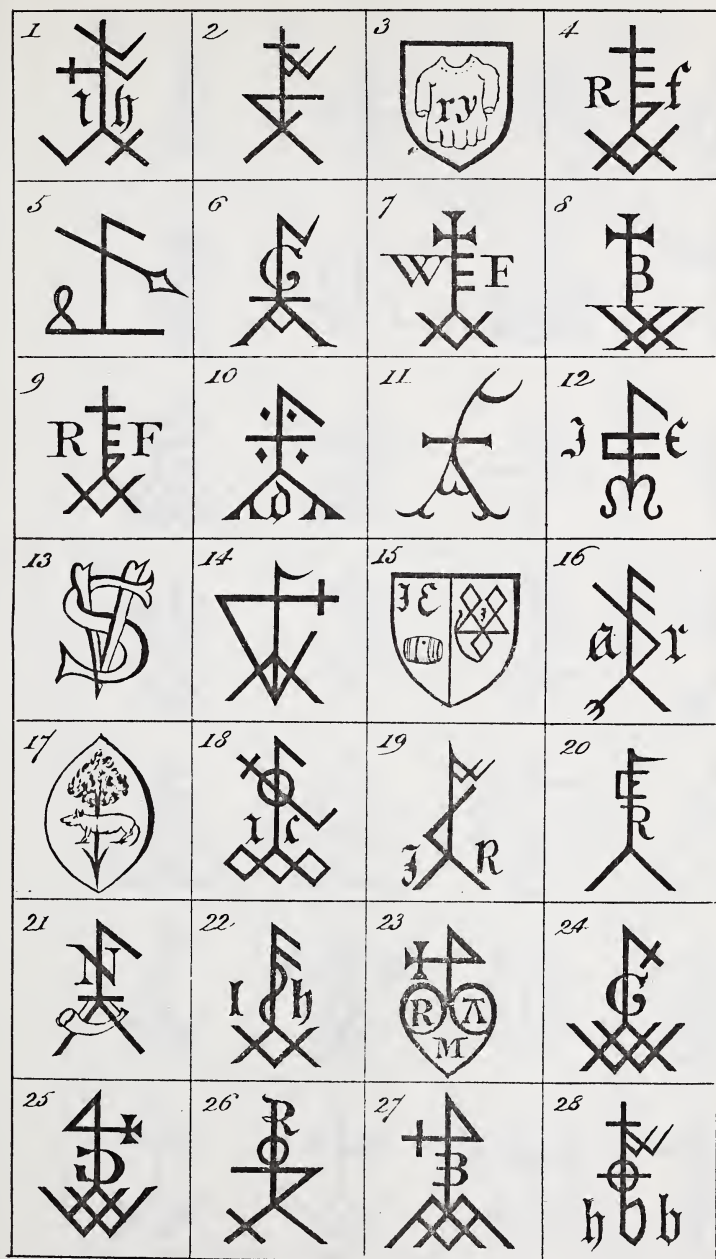 1 2 3 4
i h
ry
R f
5 6 7 8
8 G W E F B
9 10 11 12
R E F
d
J E
13 14 15 16
S V
J E J
a r
17 18 19 20
i c
J R
E R
21 22 23 24
N
I h
R A
M
G
25 26 27 28
D
R
B
h b b